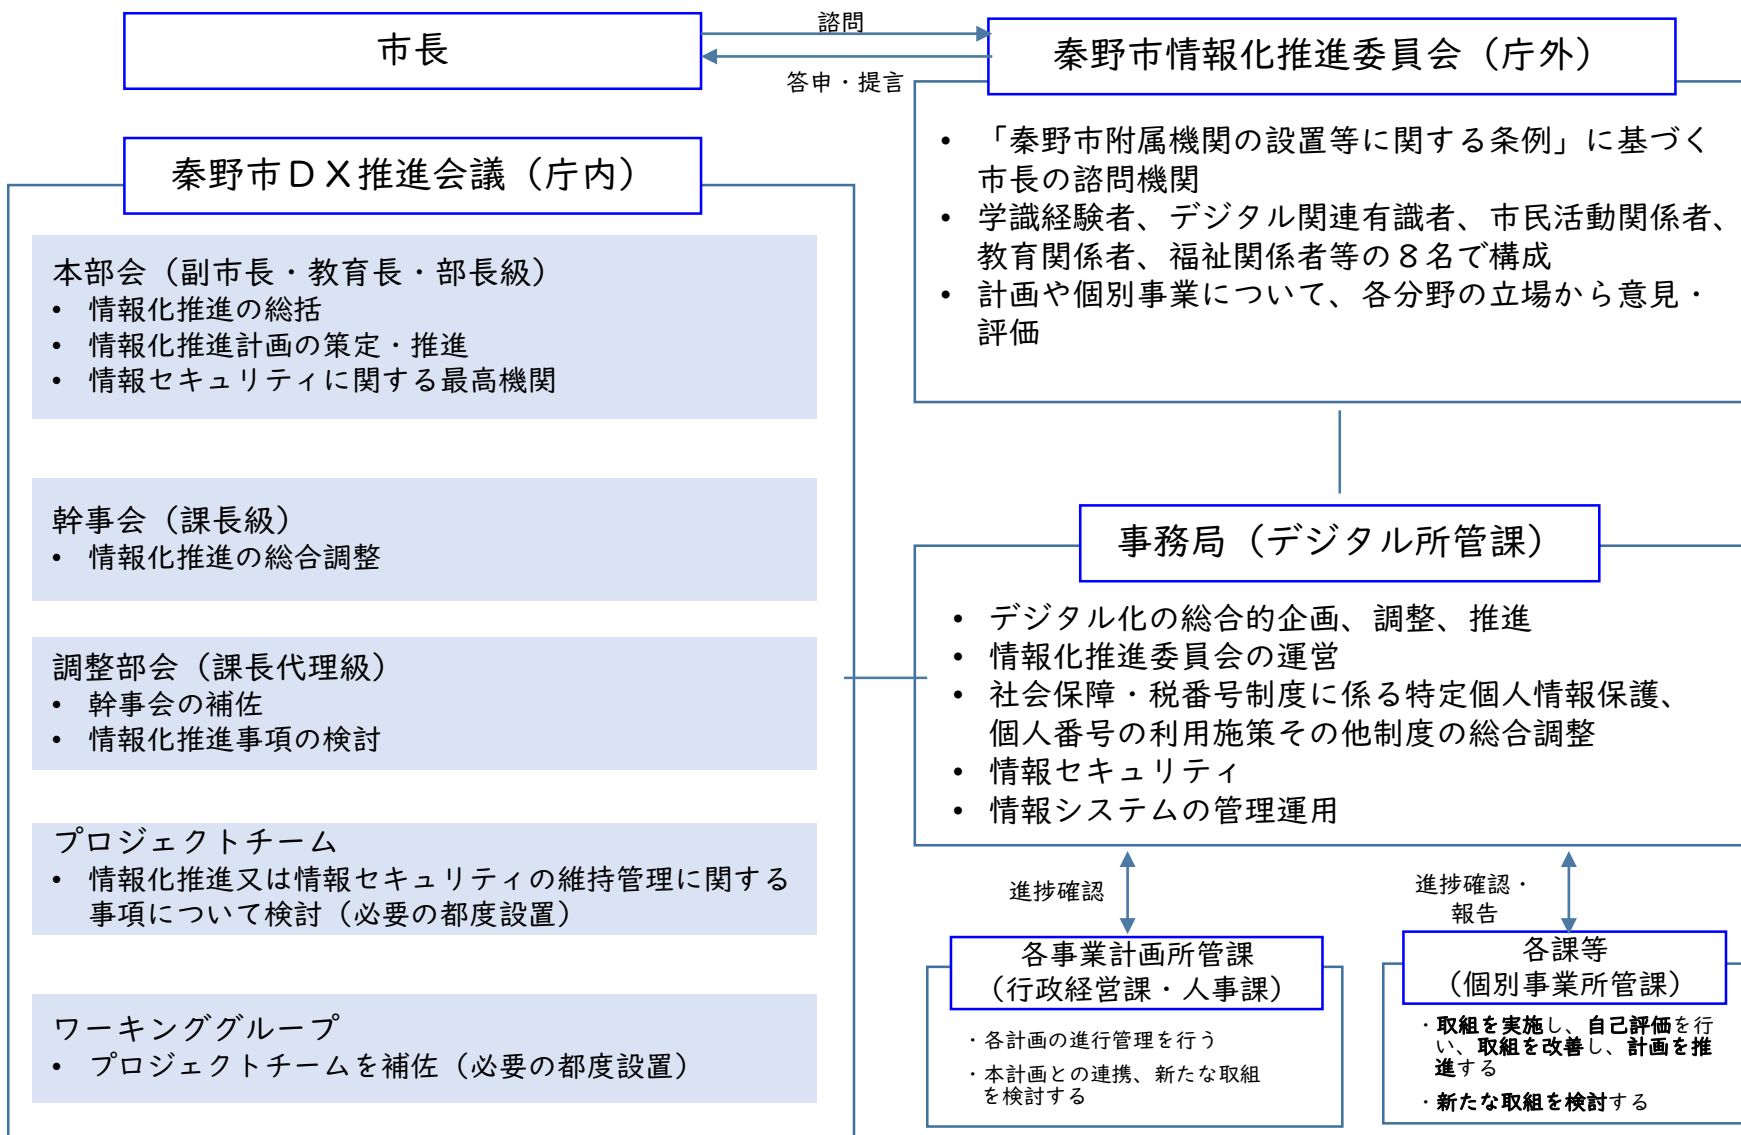 市長
諮問
答申・提言
秦野市情報化推進委員会（庁外）
• 「秦野市附属機関の設置等に関する条例」に基づく
市長の諮問機関
• 学識経験者、デジタル関連有識者、市民活動関係者、
教育関係者、福祉関係者等の８名で構成
• 計画や個別事業について、各分野の立場から意見・
評価
秦野市ＤＸ推進会議（庁内）
本部会（副市長・教育長・部長級）
• 情報化推進の総括
• 情報化推進計画の策定・推進
• 情報セキュリティに関する最高機関
幹事会（課長級）
• 情報化推進の総合調整
調整部会（課長代理級）
• 幹事会の補佐
• 情報化推進事項の検討
プロジェクトチーム
• 情報化推進又は情報セキュリティの維持管理に関する
事項について検討（必要の都度設置）
ワーキンググループ
• プロジェクトチームを補佐（必要の都度設置）
事務局（デジタル所管課）
• デジタル化の総合的企画、調整、推進
• 情報化推進委員会の運営
• 社会保障・税番号制度に係る特定個人情報保護、
個人番号の利用施策その他制度の総合調整
• 情報セキュリティ
• 情報システムの管理運用
進捗確認
進捗確認・
報告
各事業計画所管課
（行政経営課・人事課）
・各計画の進行管理を行う
・本計画との連携、新たな取組
を検討する
各課等
（個別事業所管課）
・取組を実施し、自己評価を行
い、取組を改善し、計画を推
進する
・新たな取組を検討する